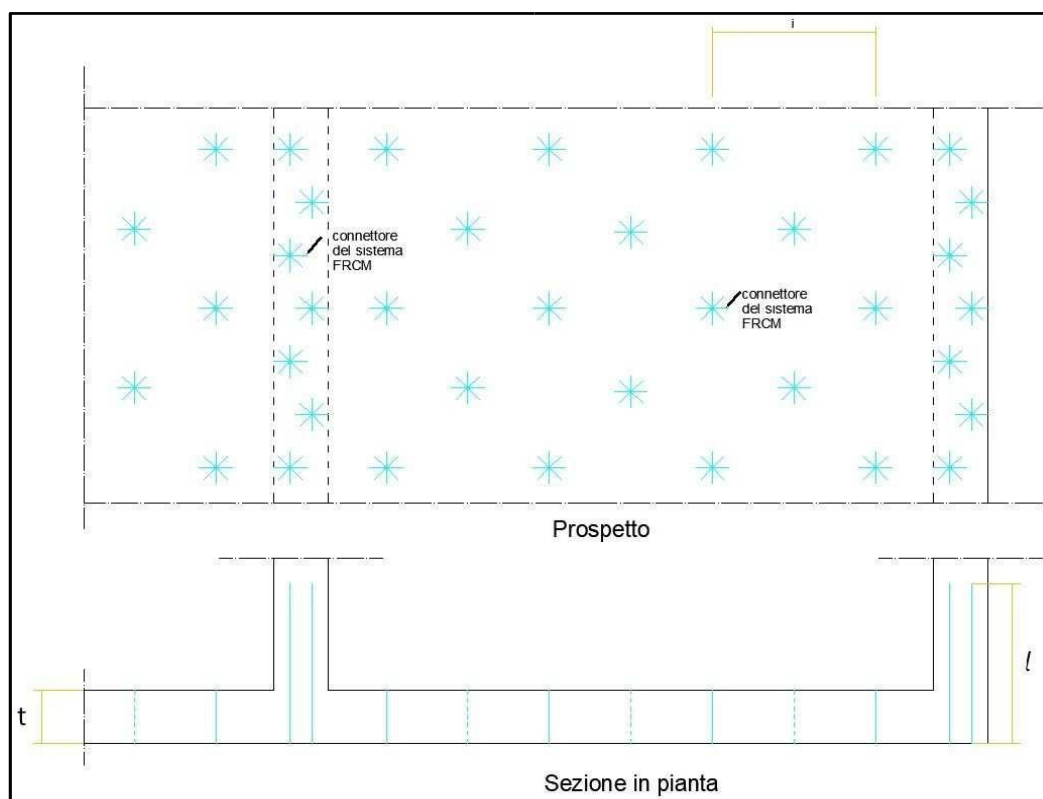 i
connettore
del sistema
FRCM
connettore
del sistema
FRCM
Prospetto
t
l
Sezione in pianta